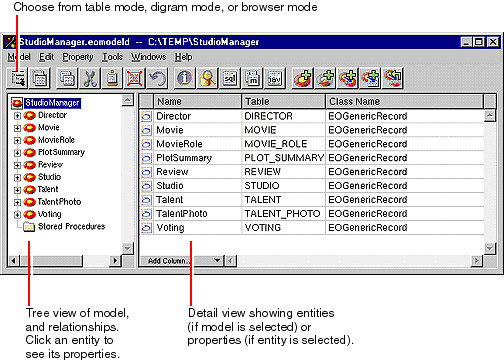 Choose from table mode, digram mode, or browser mode
StudioManager.eomodeld -- C:\TEMP\StudioManager
Model Edit Property Tools Windows Help
StudioManager
Director
Movie
MovieRole
PlotSummary
Review
Studio
Talent
TalentPhoto
Voting
Stored Procedures
Name Table Class Name
Director DIRECTOR EOGenericRecord
Movie MOVIE EOGenericRecord
MovieRole MOVIE_ROLE EOGenericRecord
PlotSummary PLOT_SUMMARY EOGenericRecord
Review REVIEW EOGenericRecord
Studio STUDIO EOGenericRecord
Talent TALENT EOGenericRecord
TalentPhoto TALENT_PHOTO EOGenericRecord
Voting VOTING EOGenericRecord
Add Column...
Tree view of model,
and relationships.
Click an entity to
see its properties.
Detail view showing entities
(if model is selected) or
properties (if entity is selected).